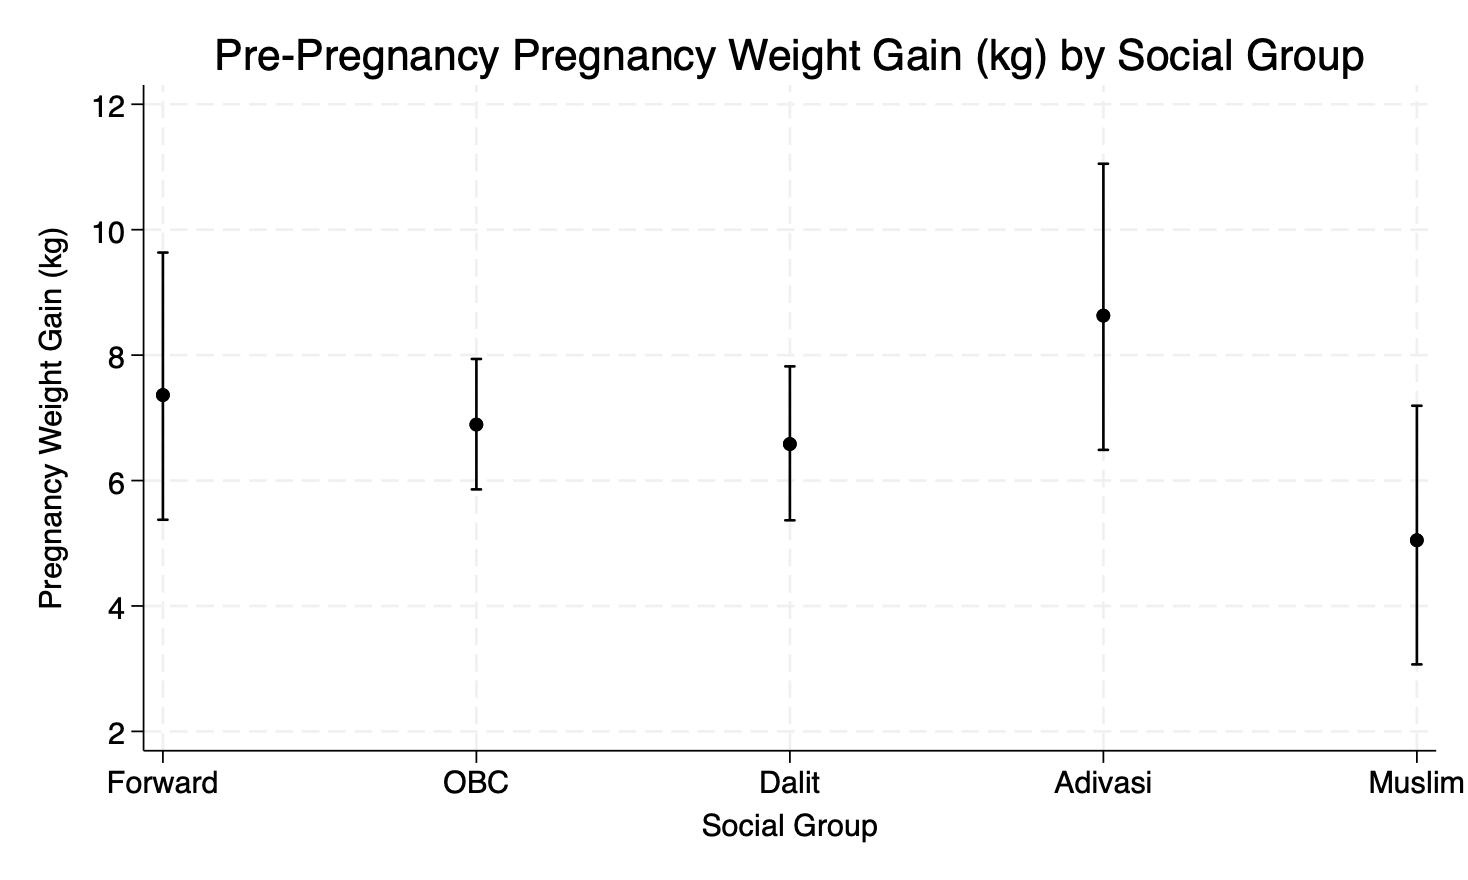 Pre-Pregnancy Pregnancy Weight Gain (kg) by Social Group
Pregnancy Weight Gain (kg)
12
10
8
6
4
2
Forward OBC Dalit Adivasi Muslim
Social Group